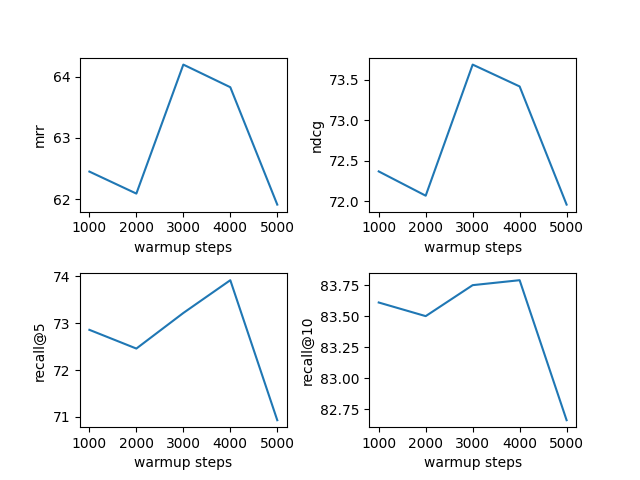 64
63
62
mrr
1000 2000 3000 4000 5000
warmup steps
73.5
73.0
72.5
72.0
ndcg
1000 2000 3000 4000 5000
warmup steps
74
73
72
71
recall@5
1000 2000 3000 4000 5000
warmup steps
83.75
83.50
83.25
83.00
82.75
recall@10
1000 2000 3000 4000 5000
warmup steps